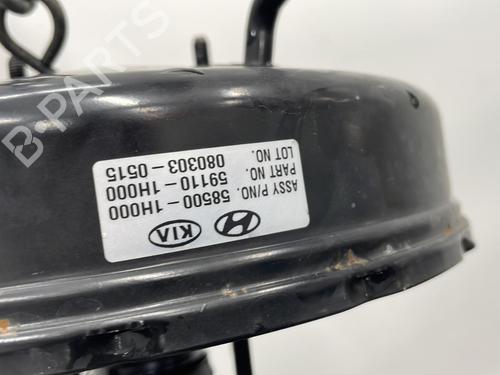 KIA
ASSY P/NO. 58500-1H000
PART NO. 59110-1H000
LOT NO. 080303-0515
B-PARTS